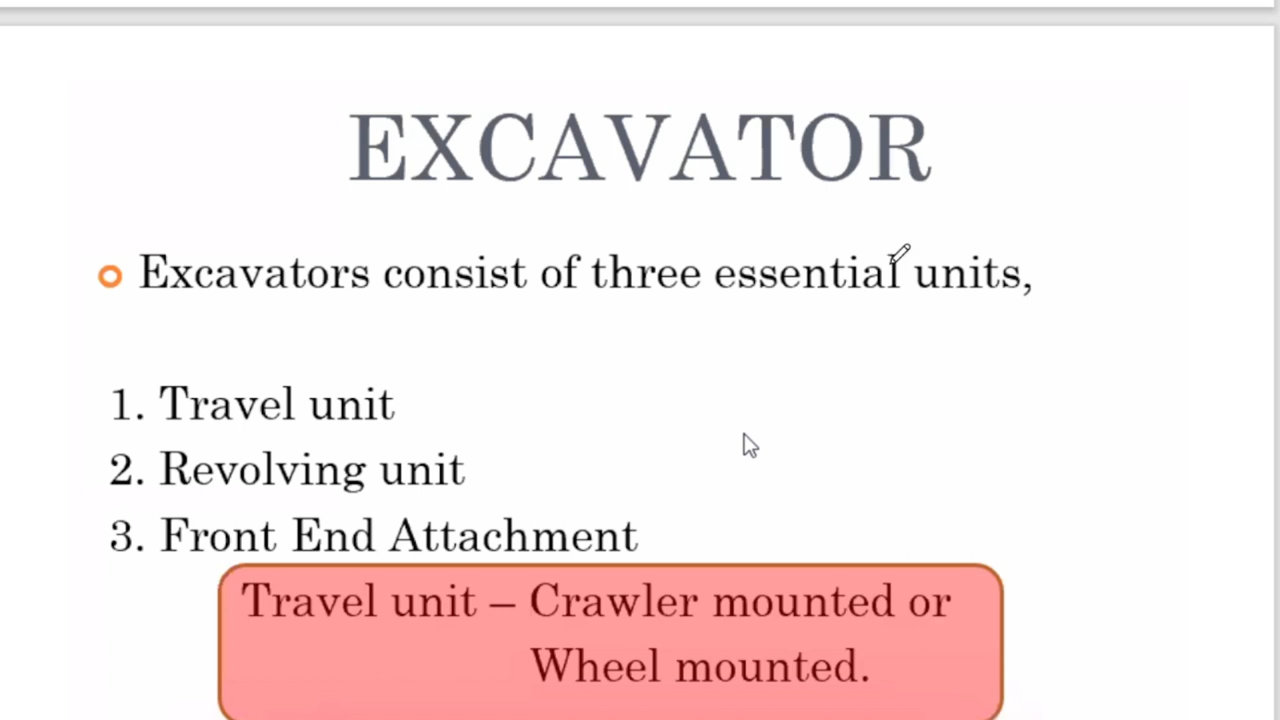 EXCAVATOR
Excavators consist of three essential units,
1. Travel unit
2. Revolving unit
3. Front End Attachment
Travel unit – Crawler mounted or
Wheel mounted.